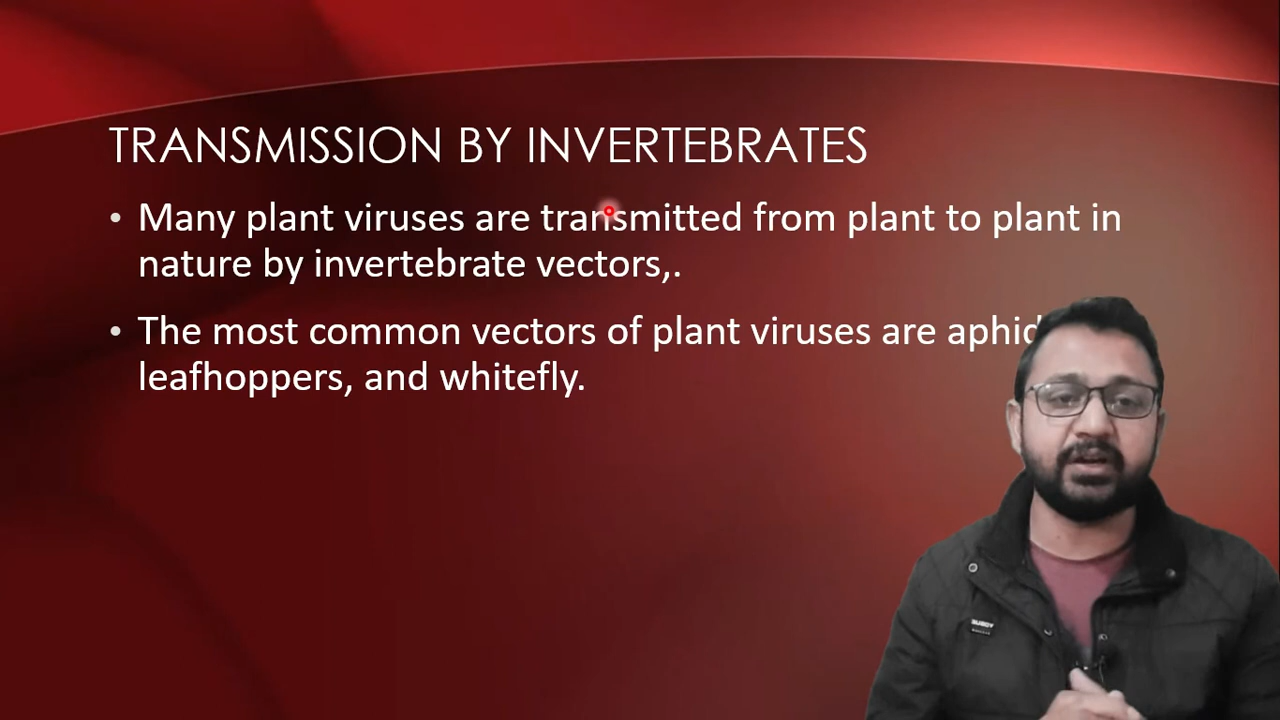 TRANSMISSION BY INVERTEBRATES
• Many plant viruses are transmitted from plant to plant in
nature by invertebrate vectors,.
• The most common vectors of plant viruses are aphid
leafhoppers, and whitefly.